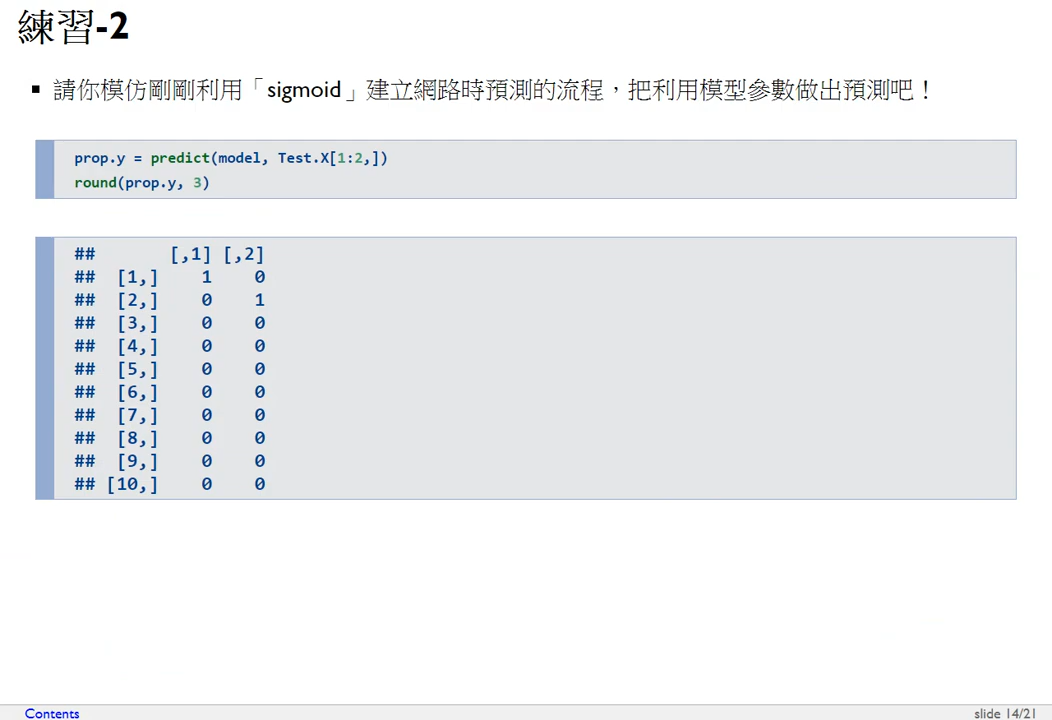 練習-2
▪ 請你模仿剛剛利用「sigmoid」建立網路時預測的流程，把利用模型參數做出預測吧！
prop.y = predict(model, Test.X[1:2,])
round(prop.y, 3)
##       [,1] [,2]
##  [1,]    1    0
##  [2,]    0    1
##  [3,]    0    0
##  [4,]    0    0
##  [5,]    0    0
##  [6,]    0    0
##  [7,]    0    0
##  [8,]    0    0
##  [9,]    0    0
## [10,]    0    0
Contents
slide 14/21